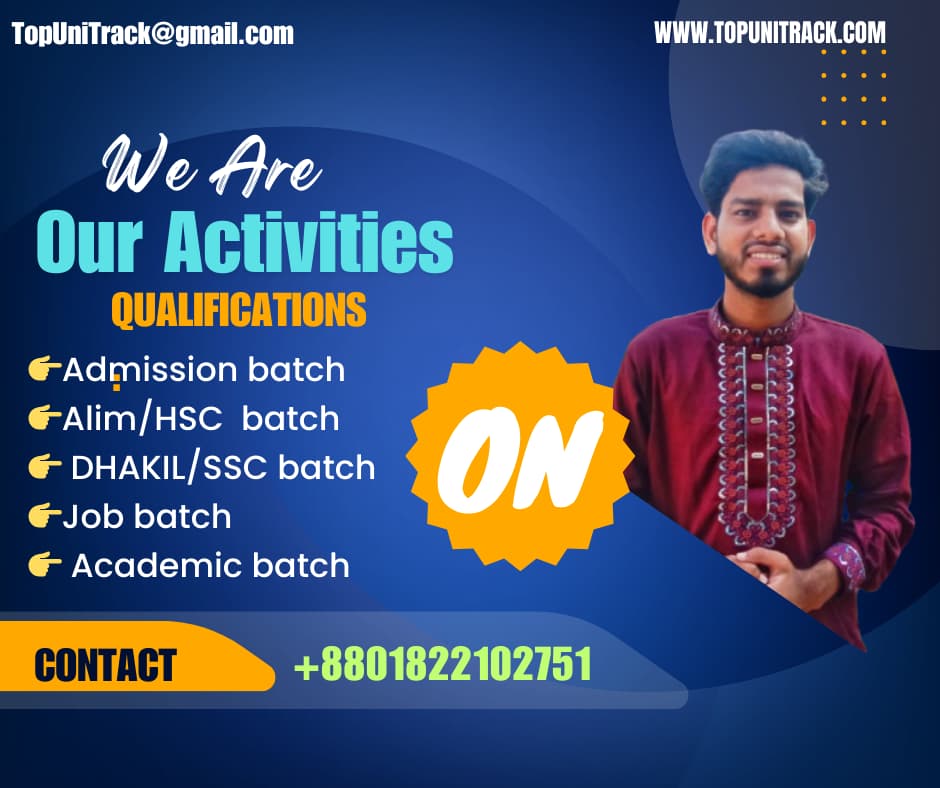 TopUniTrack@gmail.com
WWW.TOPUNITRACK.COM
We Are
Our Activities
QUALIFICATIONS
👉Admission batch
👉Alim/HSC  batch
👉 DHAKIL/SSC batch
👉Job batch
👉 Academic batch
ON
CONTACT
+8801822102751